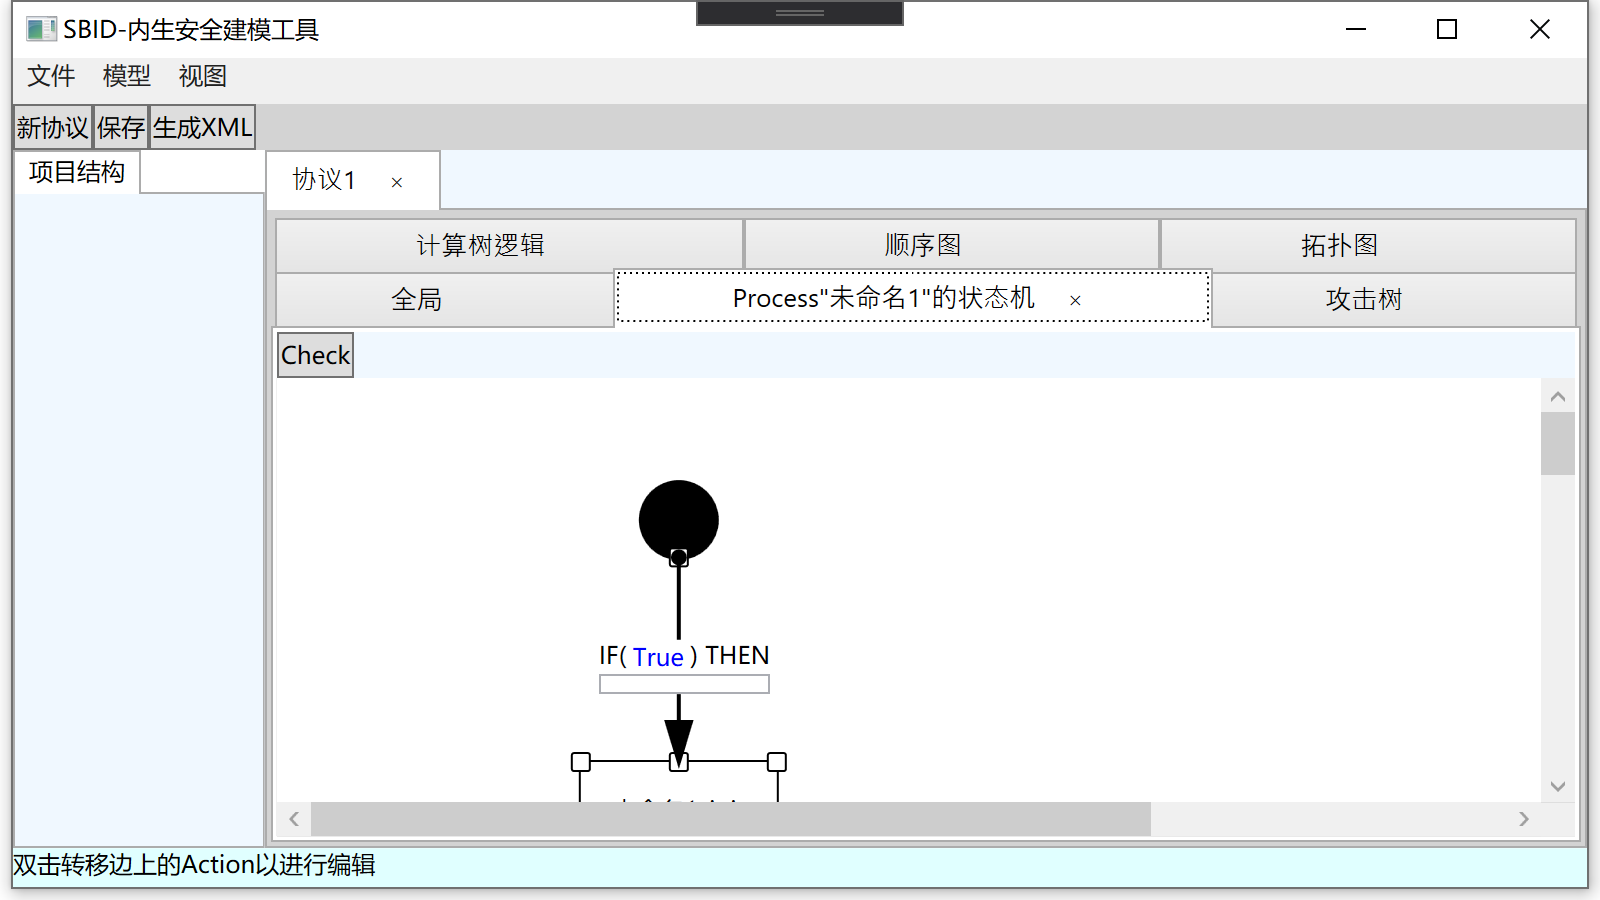 SBID-内生安全建模工具
文件 模型 视图
新协议 保存 生成XML
项目结构
协议1 ×
计算树逻辑 顺序图 拓扑图
全局 Process"未命名1"的状态机 × 攻击树
Check
IF( True ) THEN
双击转移边上的Action以进行编辑